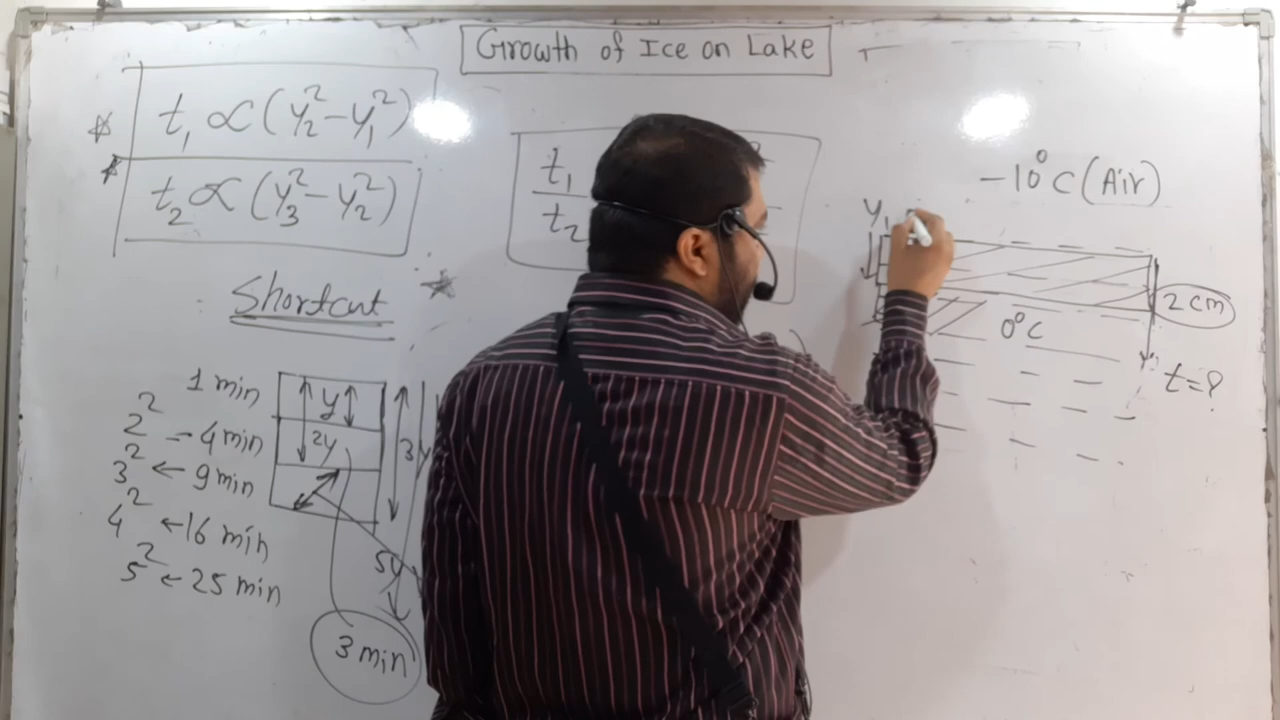 Growth of Ice on Lake
t₁ ∝ (y₂² − y₁²)
t₂ ∝ (y₃² − y₂²)
t₁
t₂
Shortcut
1 min
2² – 4 min
3² ← 9 min
4² ← 16 min
5² ← 25 min
y
2y
3
5y
3 min
−10°C (Air)
y₁
2 cm
0°C
t=?